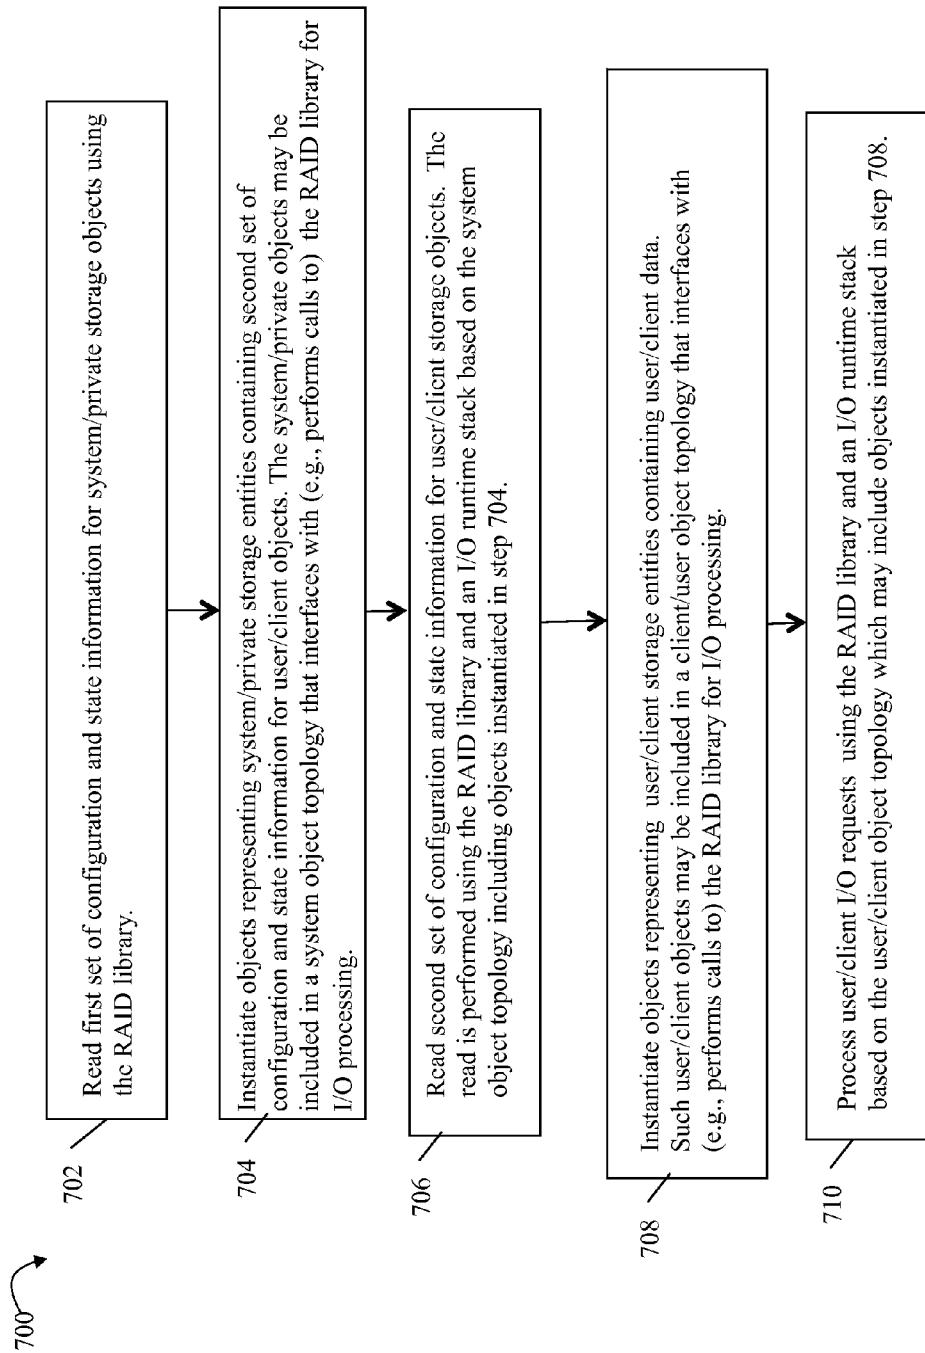 700
702
Read first set of configuration and state information for system/private storage objects using
the RAID library.
704
Instantiate objects representing system/private storage entities containing second set of
configuration and state information for user/client objects. The system/private objects may be
included in a system object topology that interfaces with (e.g., performs calls to) the RAID library for
I/O processing.
706
Read second set of configuration and state information for user/client storage objects. The
read is performed using the RAID library and an I/O runtime stack based on the system
object topology including objects instantiated in step 704.
708
Instantiate objects representing user/client storage entities containing user/client data.
Such user/client objects may be included in a client/user object topology that interfaces with
(e.g., performs calls to) the RAID library for I/O processing.
710
Process user/client I/O requests using the RAID library and an I/O runtime stack
based on the user/client object topology which may include objects instantiated in step 708.